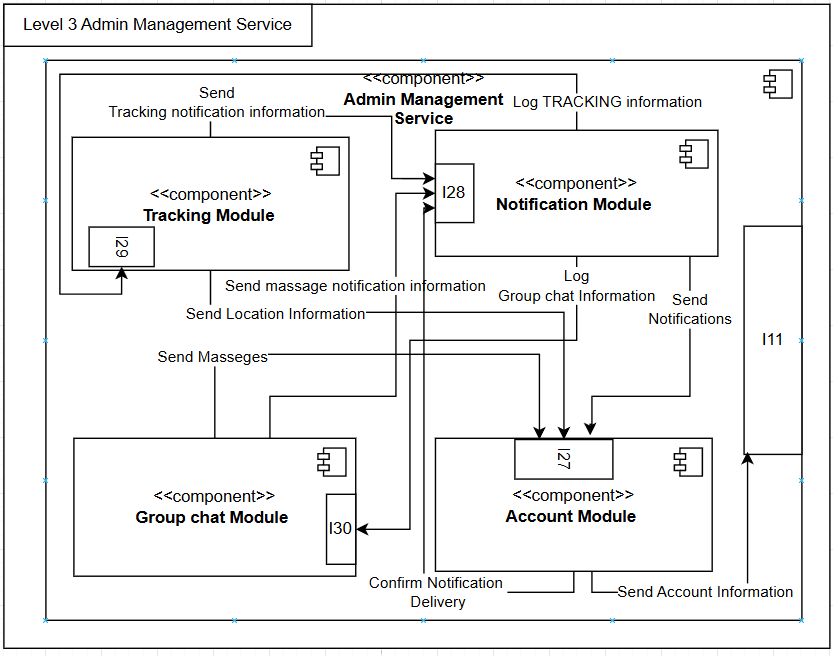 Level 3 Admin Management Service
<<component>>
Admin Management
Service
Send
Tracking notification information
Log TRACKING information
<<component>>
Tracking Module
I29
I28
<<component>>
Notification Module
Send massage notification information
Log
Group chat Information
Send Location Information
Send
Notifications
I11
Send Masseges
<<component>>
Group chat Module
I30
I27
<<component>>
Account Module
Confirm Notification
Delivery
Send Account Information